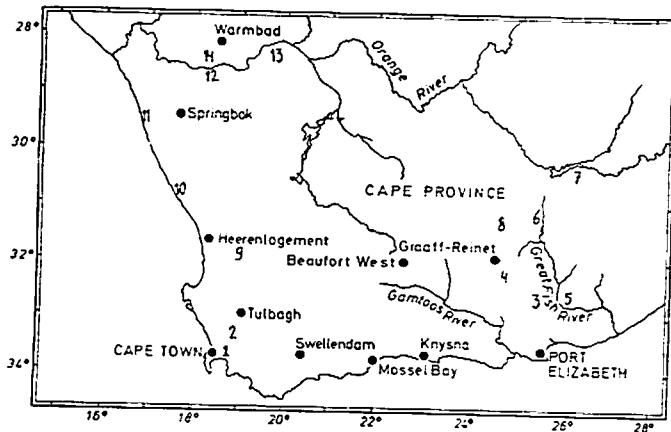 28°
Warmbad
14
12
13
Orange
River
11
Springbok
30°
7
10
CAPE PROVINCE
8
6
Heerenlogement
9
Graaff-Reinet
32°
Beaufort West
4
Great Fish
River
3
5
Gamtoos River
Tulbagh
2
CAPE TOWN
1
Swellendam
Knysna
Mossel Bay
PORT
ELIZABETH
34°
16°
18°
20°
22°
24°
26°
28°